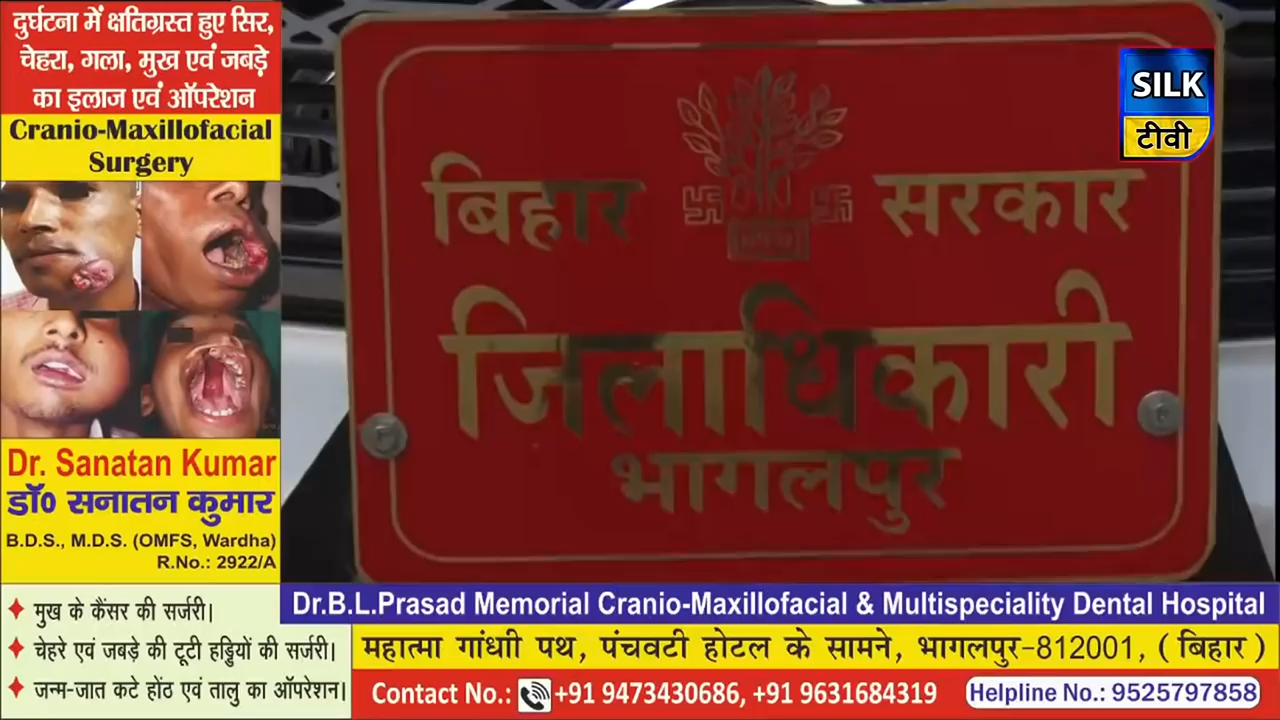 दुर्घटना में क्षतिग्रस्त हुए सिर,
चेहरा, गला, मुख एवं जबड़े
का इलाज एवं ऑपरेशन
Cranio-Maxillofacial
Surgery
Dr. Sanatan Kumar
डॉ० सनातन कुमार
B.D.S., M.D.S. (OMFS, Wardha)
R.No.: 2922/A
♦ मुख के कैंसर की सर्जरी।
♦ चेहरे एवं जबड़े की टूटी हड्डियों की सर्जरी।
♦ जन्म-जात कटे होंठ एवं तालु का ऑपरेशन।
बिहार सरकार
जिलाधिकारी
भागलपुर
SILK
टीवी
Dr.B.L.Prasad Memorial Cranio-Maxillofacial & Multispeciality Dental Hospital
महात्मा गांधाी पथ, पंचवटी होटल के सामने, भागलपुर-812001, ( बिहार )
Contact No.: +91 9473430686, +91 9631684319 Helpline No.: 9525797858